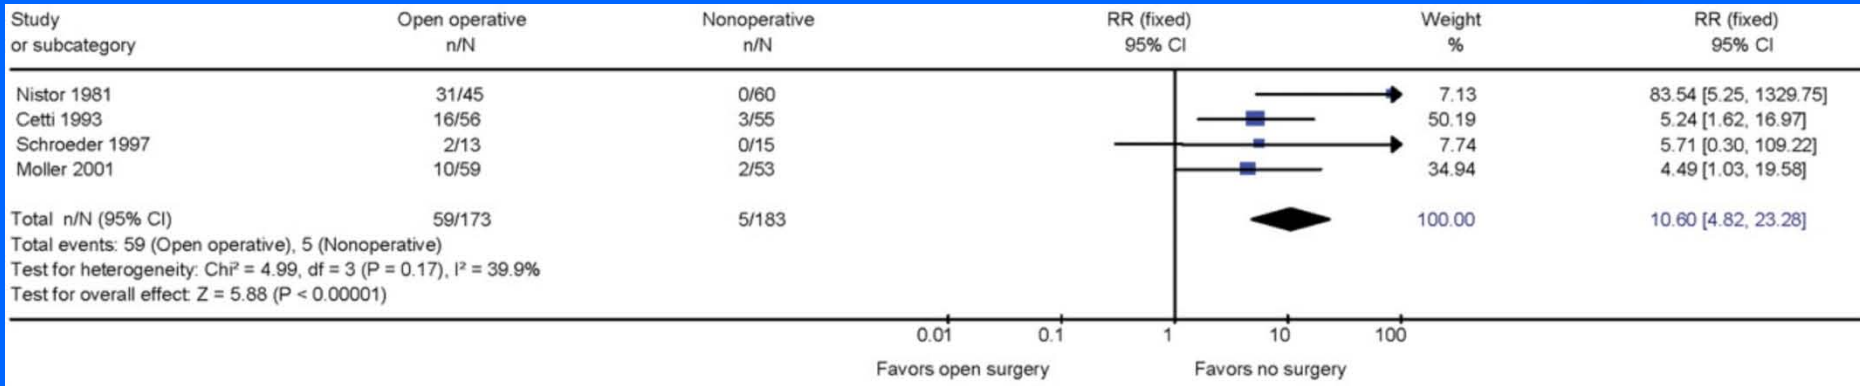 Study Open operative Nonoperative RR (fixed) Weight RR (fixed)
or subcategory n/N n/N 95% CI % 95% CI
Nistor 1981 31/45 0/60 7.13 83.54 [5.25, 1329.75]
Cetti 1993 16/56 3/55 50.19 5.24 [1.62, 16.97]
Schroeder 1997 2/13 0/15 7.74 5.71 [0.30, 109.22]
Moller 2001 10/59 2/53 34.94 4.49 [1.03, 19.58]
Total n/N (95% CI) 59/173 5/183 100.00 10.60 [4.82, 23.28]
Total events: 59 (Open operative), 5 (Nonoperative)
Test for heterogeneity: Chi² = 4.99, df = 3 (P = 0.17), I² = 39.9%
Test for overall effect: Z = 5.88 (P < 0.00001)
0.01 0.1 1 10 100
Favors open surgery Favors no surgery